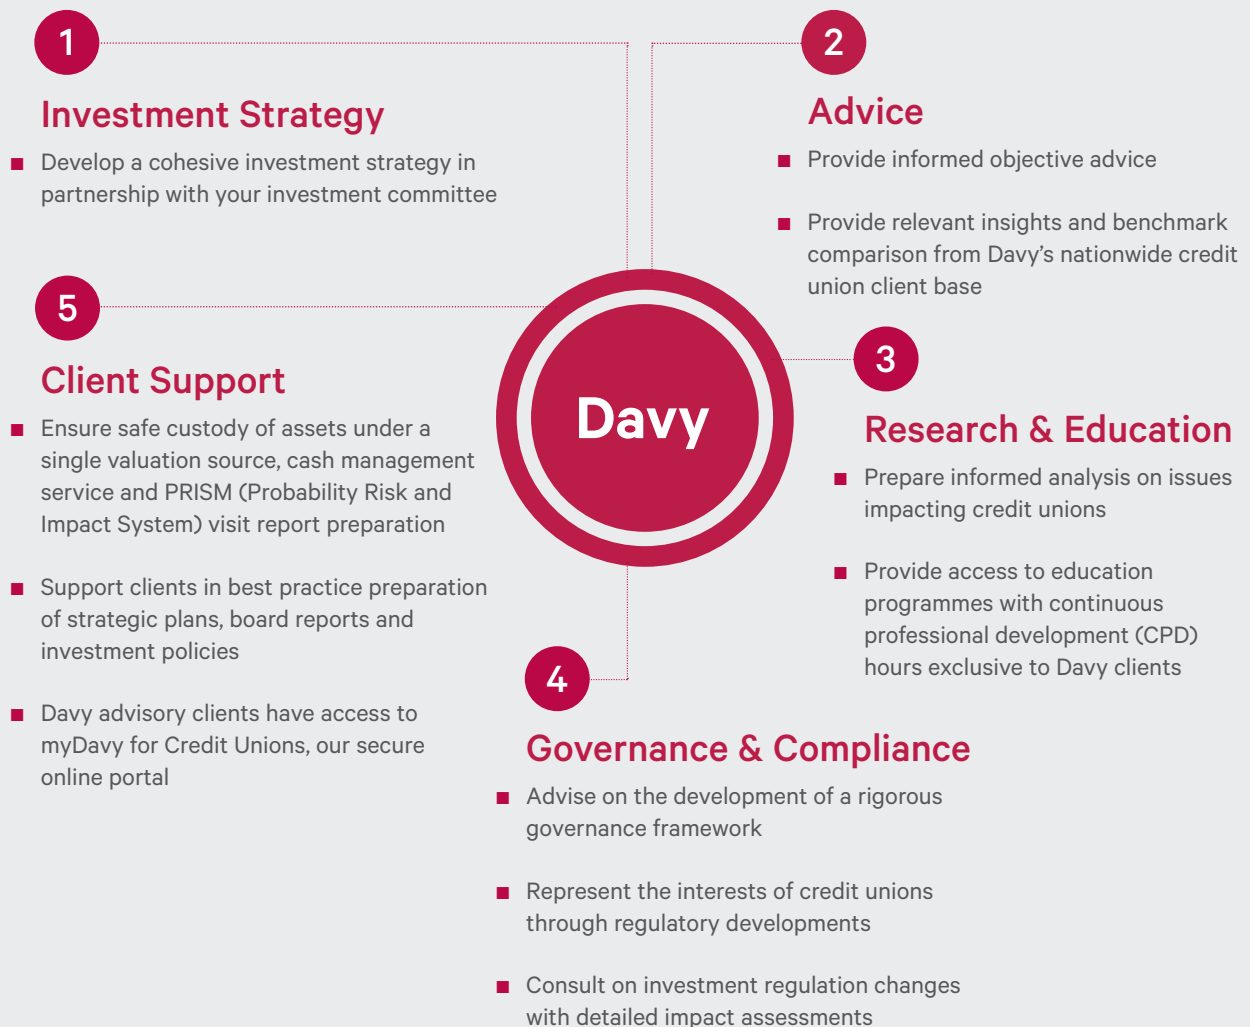 1
Investment Strategy
■ Develop a cohesive investment strategy in
partnership with your investment committee
2
Advice
■ Provide informed objective advice
■ Provide relevant insights and benchmark
comparison from Davy’s nationwide credit
union client base
Davy
3
Research & Education
■ Prepare informed analysis on issues
impacting credit unions
■ Provide access to education
programmes with continuous
professional development (CPD)
hours exclusive to Davy clients
4
Governance & Compliance
■ Advise on the development of a rigorous
governance framework
■ Represent the interests of credit unions
through regulatory developments
■ Consult on investment regulation changes
with detailed impact assessments
5
Client Support
■ Ensure safe custody of assets under a
single valuation source, cash management
service and PRISM (Probability Risk and
Impact System) visit report preparation
■ Support clients in best practice preparation
of strategic plans, board reports and
investment policies
■ Davy advisory clients have access to
myDavy for Credit Unions, our secure
online portal